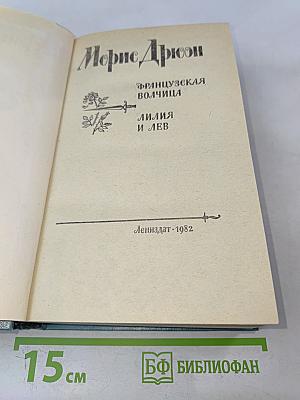 Морис Дрюон
ФРАНЦУЗСКАЯ
ВОЛЧИЦА
ЛИЛИЯ
И ЛЕВ
Лениздат · 1982
15 см
БФ БИБЛИОФАН